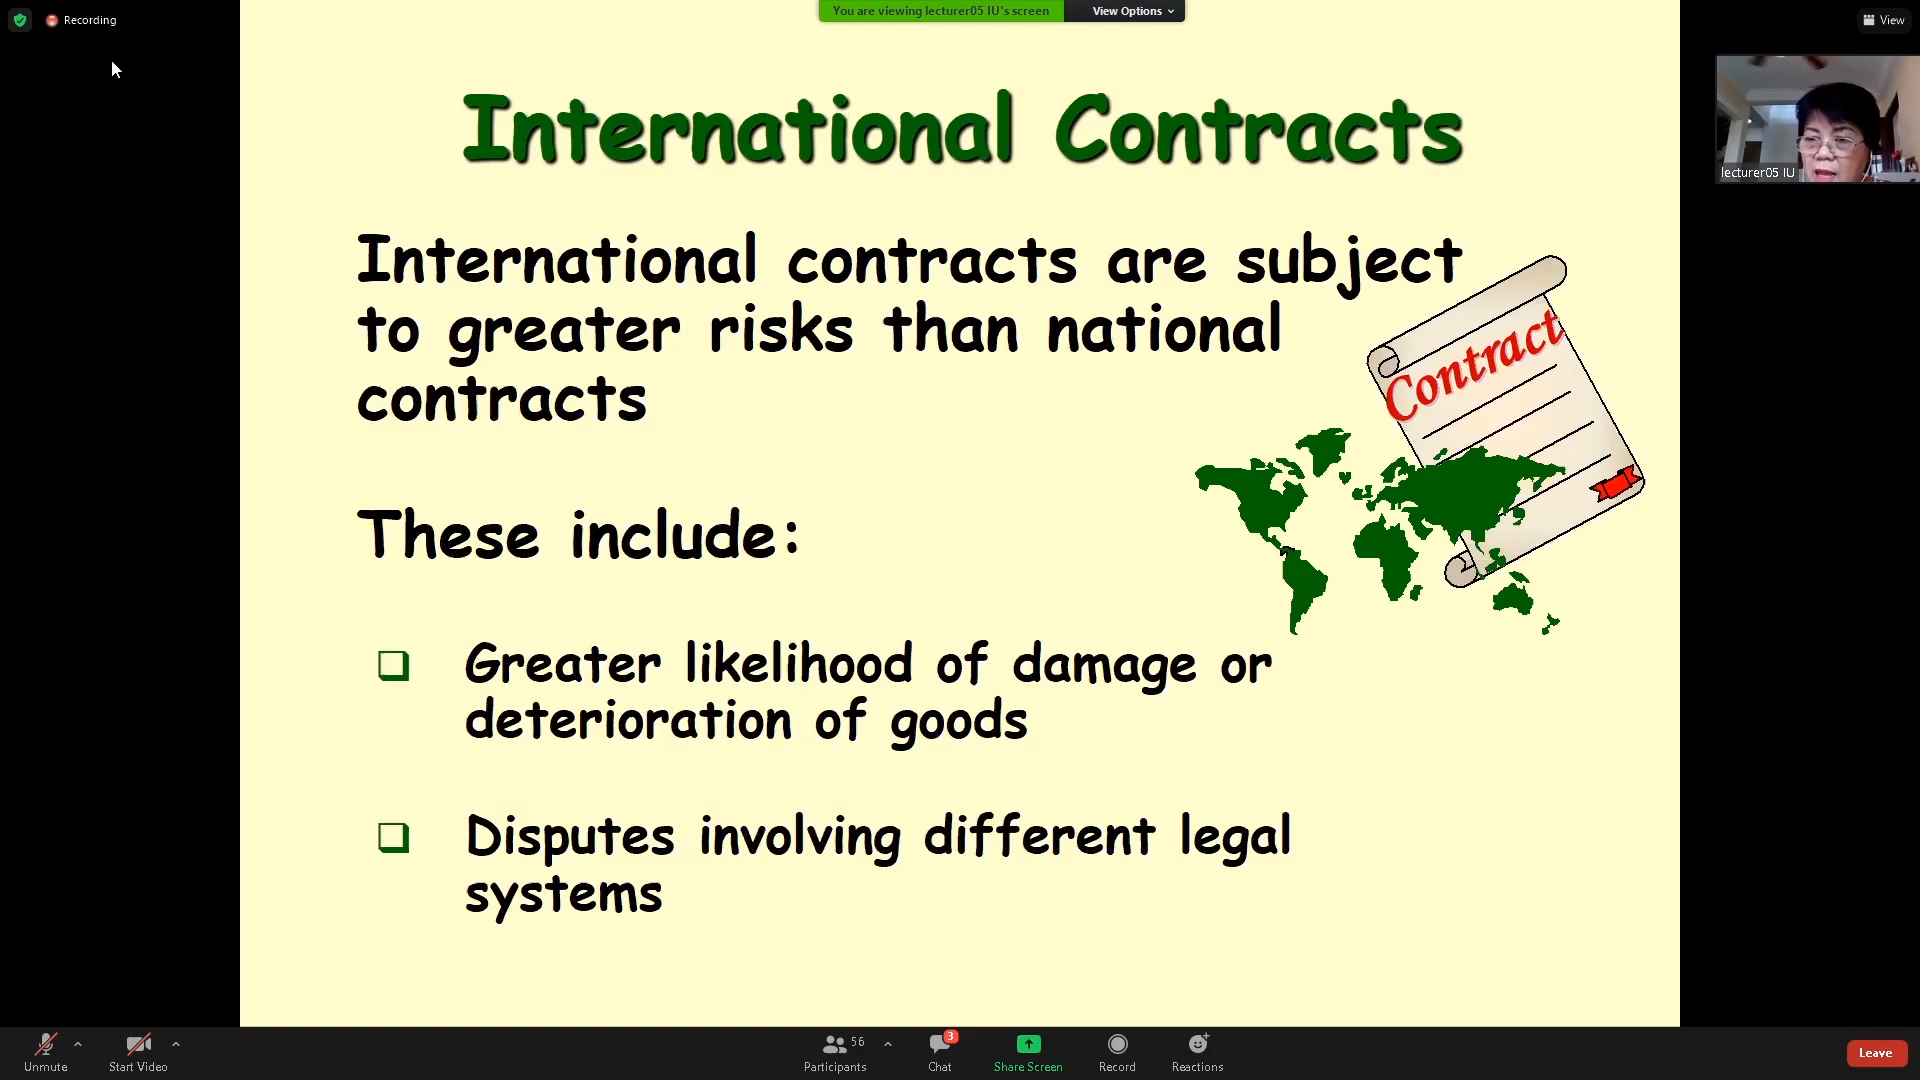 Recording
You are viewing lecturer05 IU's screen
View Options
View
International Contracts
lecturer05 IU
International contracts are subject
to greater risks than national
contracts
Contract
These include:
Greater likelihood of damage or
deterioration of goods
Disputes involving different legal
systems
Unmute
Start Video
56
Participants
3
Chat
Share Screen
Record
Reactions
Leave